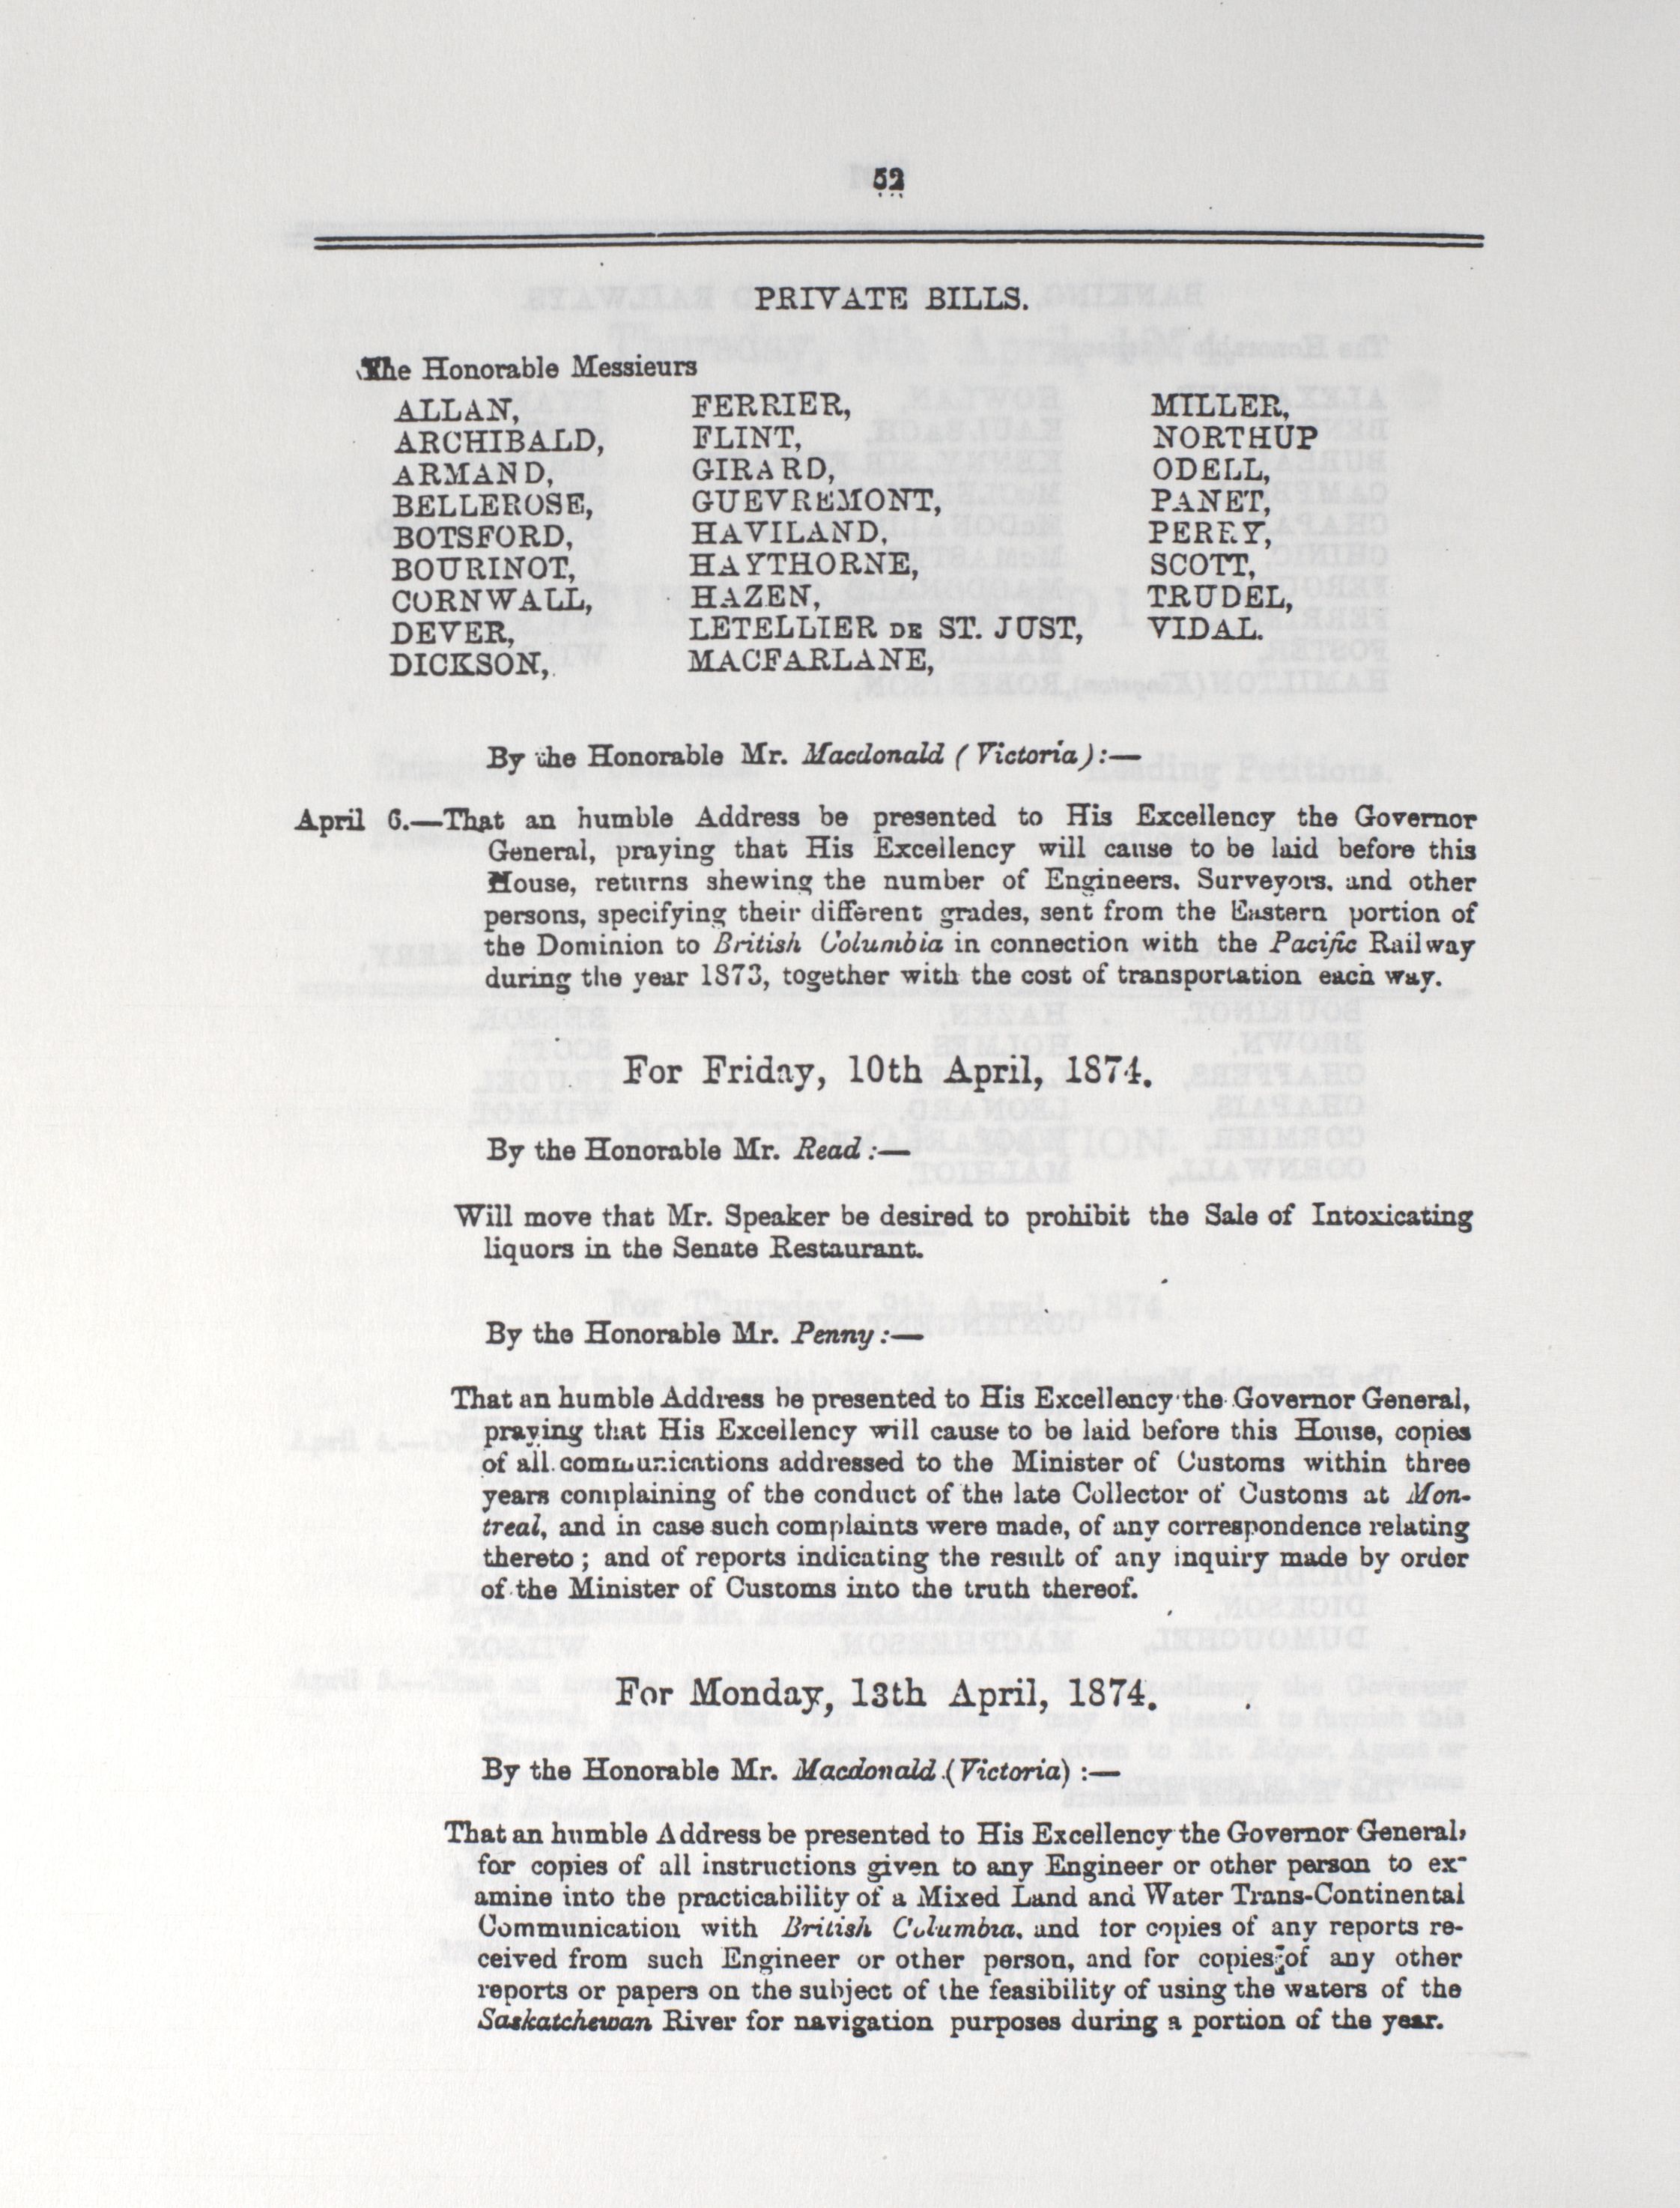 52
PRIVATE BILLS.
The Honorable Messieurs
ALLAN, FERRIER, MILLER,
ARCHIBALD, FLINT, NORTHUP
ARMAND, GIRARD, ODELL,
BELLEROSE, GUEVREMONT, PANET,
BOTSFORD, HAVILAND, PERRY,
BOURINOT, HAYTHORNE, SCOTT,
CORNWALL, HAZEN, TRUDEL,
DEVER, LETELLIER DE ST. JUST, VIDAL.
DICKSON, MACFARLANE,
By the Honorable Mr. Macdonald (Victoria):—
April 6.—That an humble Address be presented to His Excellency the Governor
General, praying that His Excellency will cause to be laid before this
House, returns shewing the number of Engineers, Surveyors, and other
persons, specifying their different grades, sent from the Eastern portion of
the Dominion to British Columbia in connection with the Pacific Railway
during the year 1873, together with the cost of transportation each way.
For Friday, 10th April, 1874.
By the Honorable Mr. Read:—
Will move that Mr. Speaker be desired to prohibit the Sale of Intoxicating
liquors in the Senate Restaurant.
By the Honorable Mr. Penny:—
That an humble Address be presented to His Excellency the Governor General,
praying that His Excellency will cause to be laid before this House, copies
of all communications addressed to the Minister of Customs within three
years complaining of the conduct of the late Collector of Customs at Mon-
treal, and in case such complaints were made, of any correspondence relating
thereto; and of reports indicating the result of any inquiry made by order
of the Minister of Customs into the truth thereof.
For Monday, 13th April, 1874.
By the Honorable Mr. Macdonald (Victoria):—
That an humble Address be presented to His Excellency the Governor General,
for copies of all instructions given to any Engineer or other person to ex-
amine into the practicability of a Mixed Land and Water Trans-Continental
Communication with British Columbia, and for copies of any reports re-
ceived from such Engineer or other person, and for copies of any other
reports or papers on the subject of the feasibility of using the waters of the
Saskatchewan River for navigation purposes during a portion of the year.